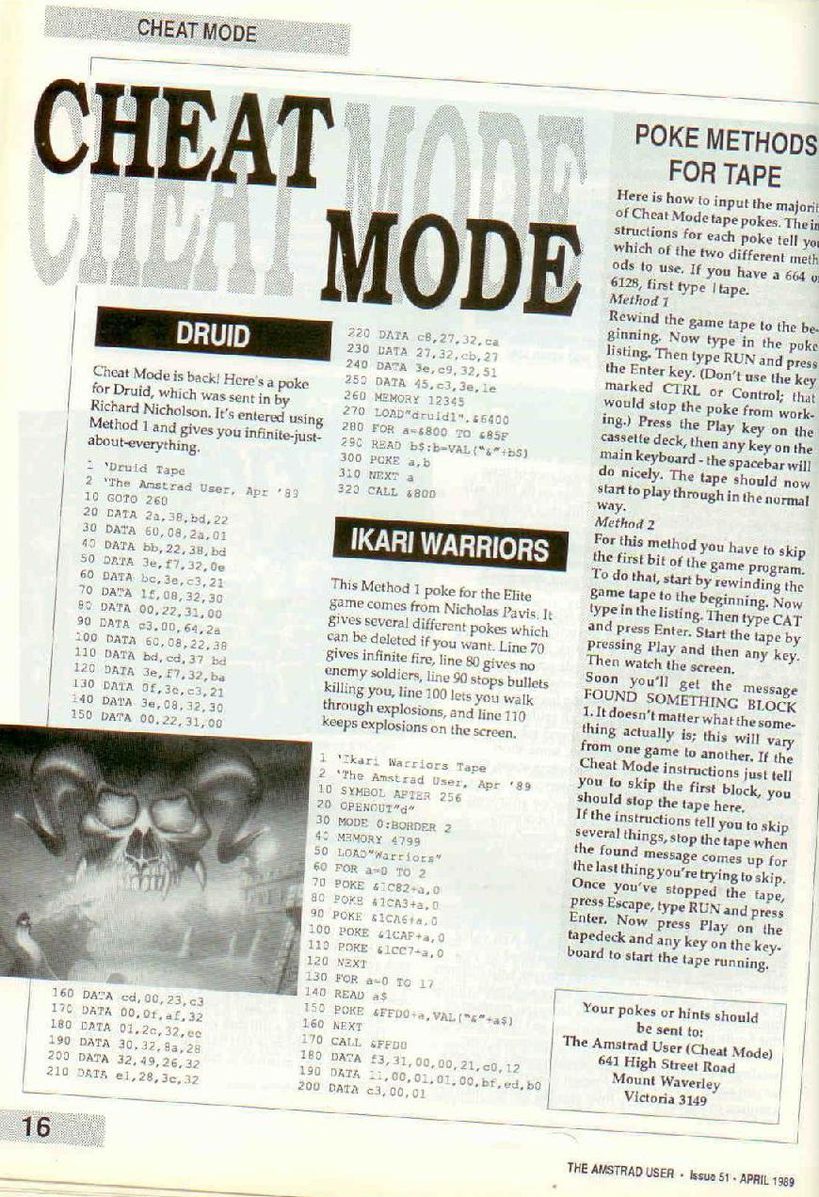 CHEAT MODE
CHEAT
MODE
DRUID
Cheat Mode is back! Here's a poke
for Druid, which was sent in by
Richard Nicholson. It's entered using
Method 1 and gives you infinite-just-
about-everything.
1 'Druid Tape
2 'The Amstrad User, Apr '89
10 GOTO 260
20 DATA 2a,38,bd,22
30 DATA 60,08,2a,01
40 DATA bb,22,38,bd
50 DATA 3e,f7,32,0e
60 DATA bc,3e,c3,21
70 DATA 1f,08,32,30
80 DATA 00,22,31,00
90 DATA c3,00,64,2a
100 DATA 60,08,22,38
110 DATA bd,cd,37 bd
120 DATA 3e,f7,32,ba
130 DATA 0f,3e,c3,21
140 DATA 3e,08,32,30
150 DATA 00,22,31,00
160 DATA cd,00,23,c3
170 DATA 00,0f,af,32
180 DATA 01,2c,32,ee
190 DATA 30,32,8a,28
200 DATA 32,49,26,32
210 DATA e1,28,3c,32
220 DATA c8,27,32,ca
230 DATA 27,32,cb,27
240 DATA 3e,c9,32,51
250 DATA 45,c3,3e,1e
260 MEMORY 12345
270 LOAD"druid1",&6400
280 FOR a=&800 TO &85F
290 READ b$:b=VAL("&"+b$)
300 POKE a,b
310 NEXT a
320 CALL &800
IKARI WARRIORS
This Method 1 poke for the Elite
game comes from Nicholas Pavis. It
gives several different pokes which
can be deleted if you want. Line 70
gives infinite fire, line 80 gives no
enemy soldiers, line 90 stops bullets
killing you, line 100 lets you walk
through explosions, and line 110
keeps explosions on the screen.
1 'Ikari Warriors Tape
2 'The Amstrad User, Apr '89
10 SYMBOL AFTER 256
20 OPENOUT"d"
30 MODE 0:BORDER 2
40 MEMORY 4799
50 LOAD"Warriors"
60 FOR a=0 TO 2
70 POKE &1C82+a,0
80 POKE &1CA3+a,0
90 POKE &1CA6+a,0
100 POKE &1CAF+a,0
110 POKE &1CC7+a,0
120 NEXT
130 FOR a=0 TO 17
140 READ a$
150 POKE &FFD0+a,VAL("&"+a$)
160 NEXT
170 CALL &FFD0
180 DATA f3,31,00,00,21,c0,12
190 DATA 11,00,01,01,00,bf,ed,b0
200 DATA c3,00,01
POKE METHODS
FOR TAPE
Here is how to input the majorit
of Cheat Mode tape pokes. The in
structions for each poke tell you
which of the two different meth
ods to use. If you have a 664 o
6128, first type |tape.
Method 1
Rewind the game tape to the be-
ginning. Now type in the poke
listing. Then type RUN and press
the Enter key. (Don't use the key
marked CTRL or Control; that
would stop the poke from work-
ing.) Press the Play key on the
cassette deck, then any key on the
main keyboard - the spacebar will
do nicely. The tape should now
start to play through in the normal
way.
Method 2
For this method you have to skip
the first bit of the game program.
To do that, start by rewinding the
game tape to the beginning. Now
type in the listing. Then type CAT
and press Enter. Start the tape by
pressing Play and then any key.
Then watch the screen.
Soon you'll get the message
FOUND SOMETHING BLOCK
1. It doesn't matter what the some-
thing actually is; this will vary
from one game to another. If the
Cheat Mode instructions just tell
you to skip the first block, you
should stop the tape here.
If the instructions tell you to skip
several things, stop the tape when
the found message comes up for
the last thing you're trying to skip.
Once you've stopped the tape,
press Escape, type RUN and press
Enter. Now press Play on the
tapedeck and any key on the key-
board to start the tape running.
Your pokes or hints should
be sent to:
The Amstrad User (Cheat Mode)
641 High Street Road
Mount Waverley
Victoria 3149
16
THE AMSTRAD USER - Issue 51 - APRIL 1989